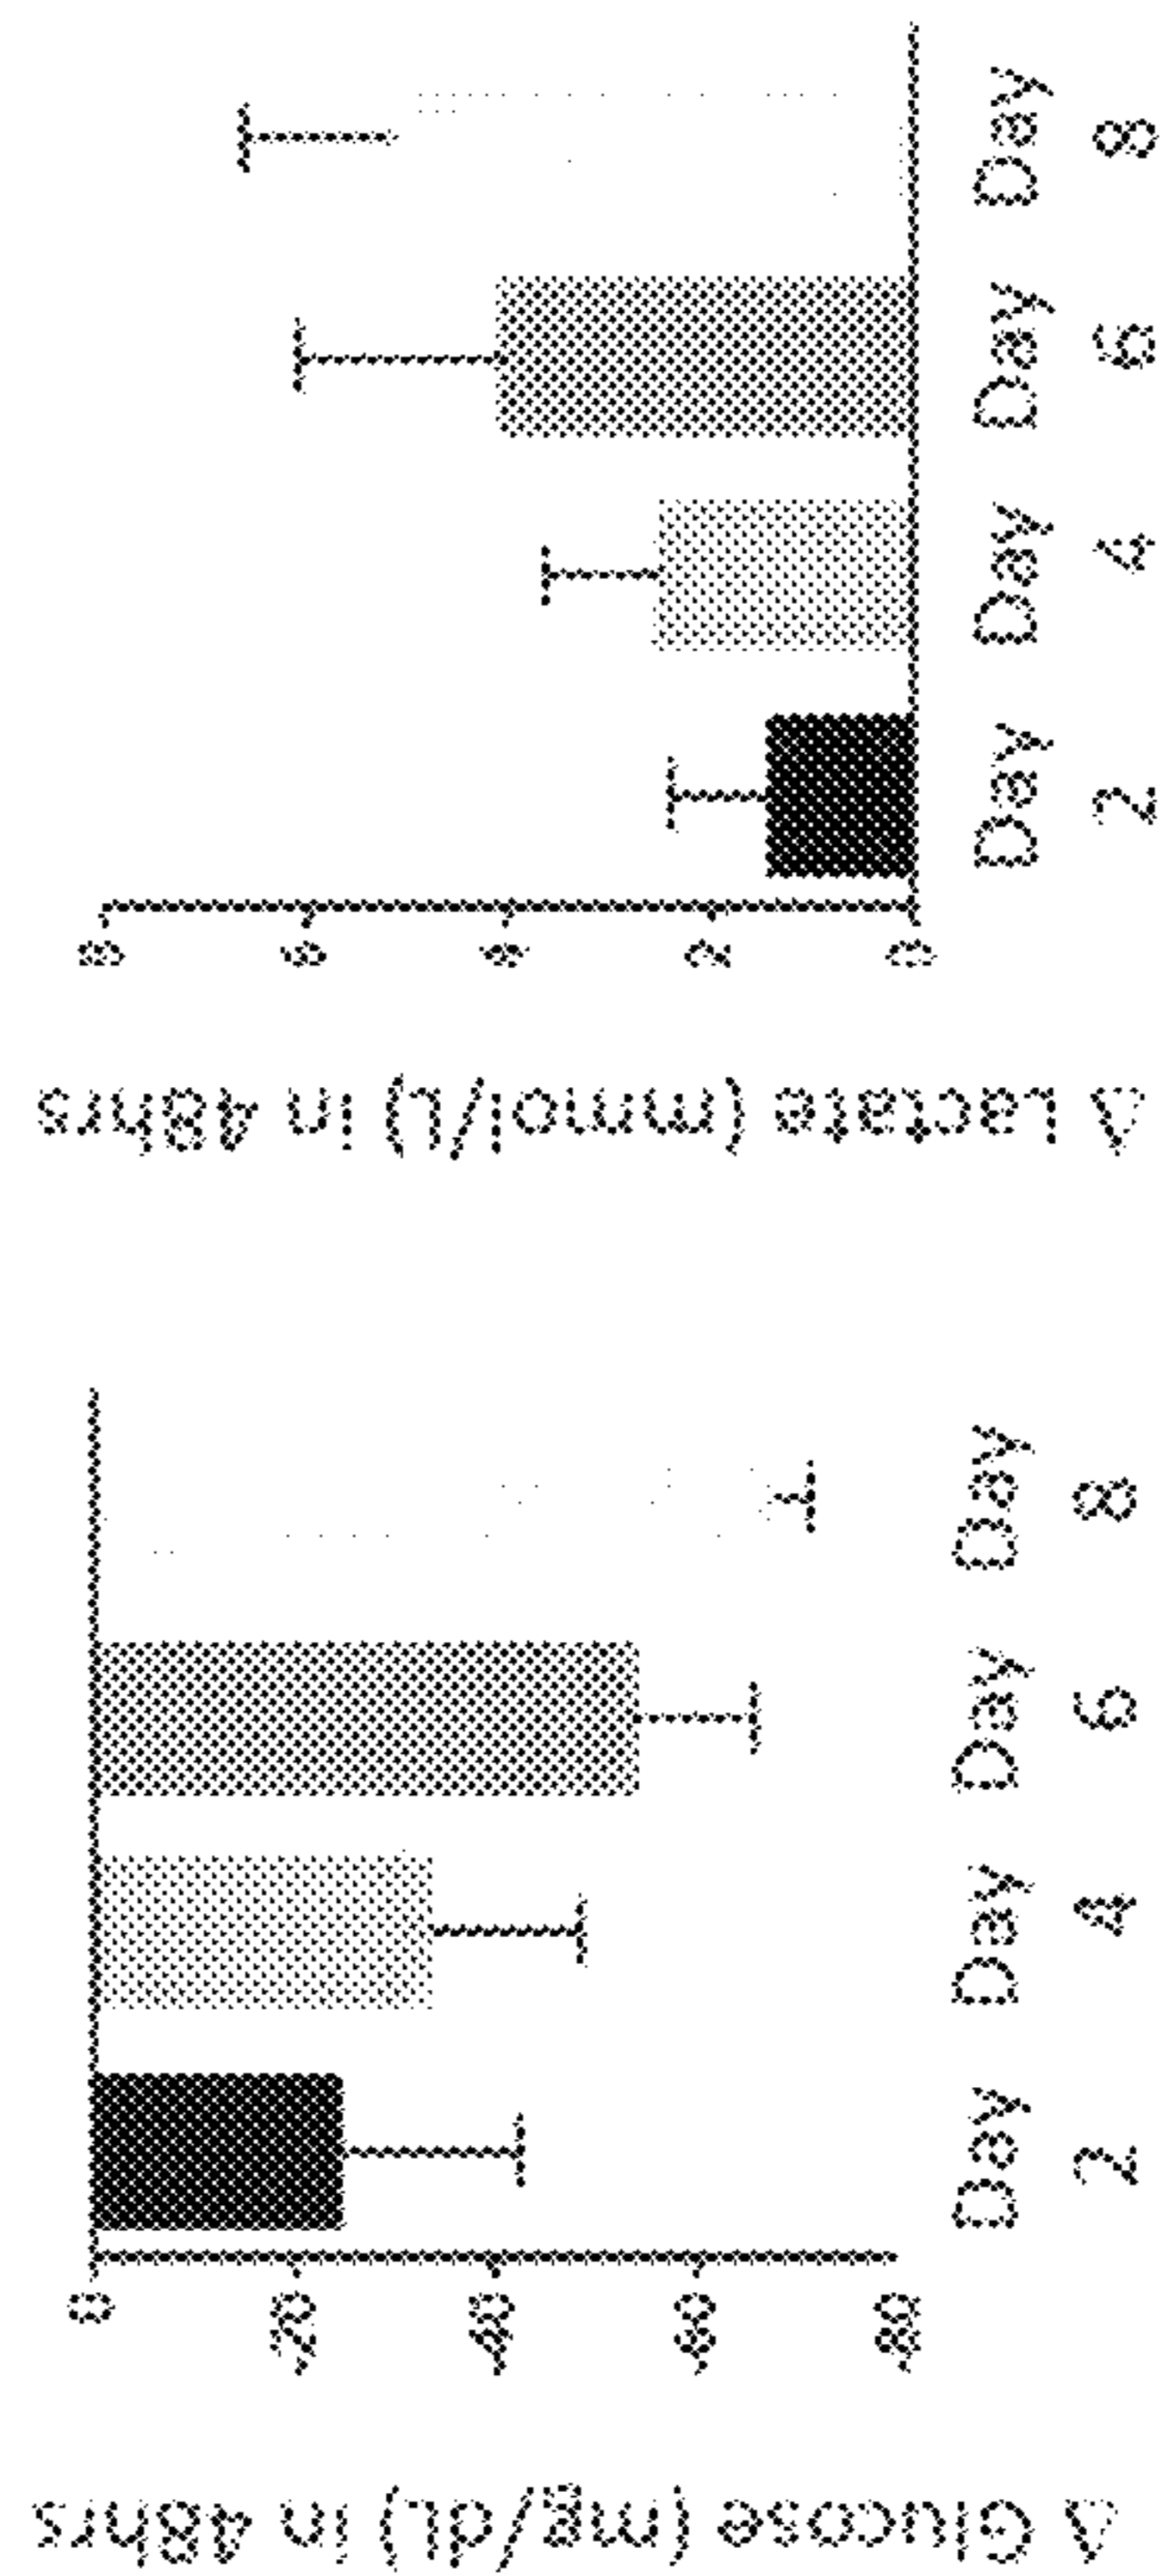 Δ Glucose (mg/dL) in 48hrs
0
-20
-40
-60
-80
Day 2
Day 4
Day 6
Day 8
Δ Lactate (mmol/L) in 48hrs
8
6
4
2
0
Day 2
Day 4
Day 6
Day 8